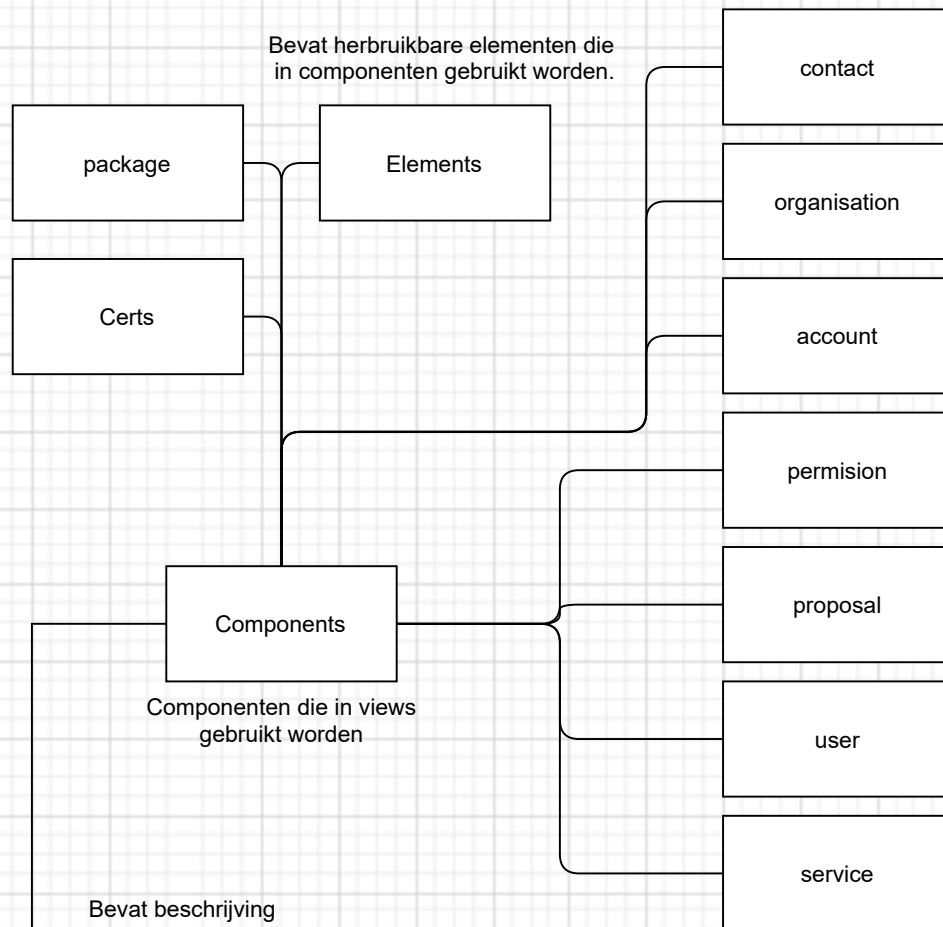 Bevat herbruikbare elementen die
in componenten gebruikt worden.
contact
package
Elements
organisation
Certs
account
permision
proposal
Components
Componenten die in views
gebruikt worden
user
service
Bevat beschrijving